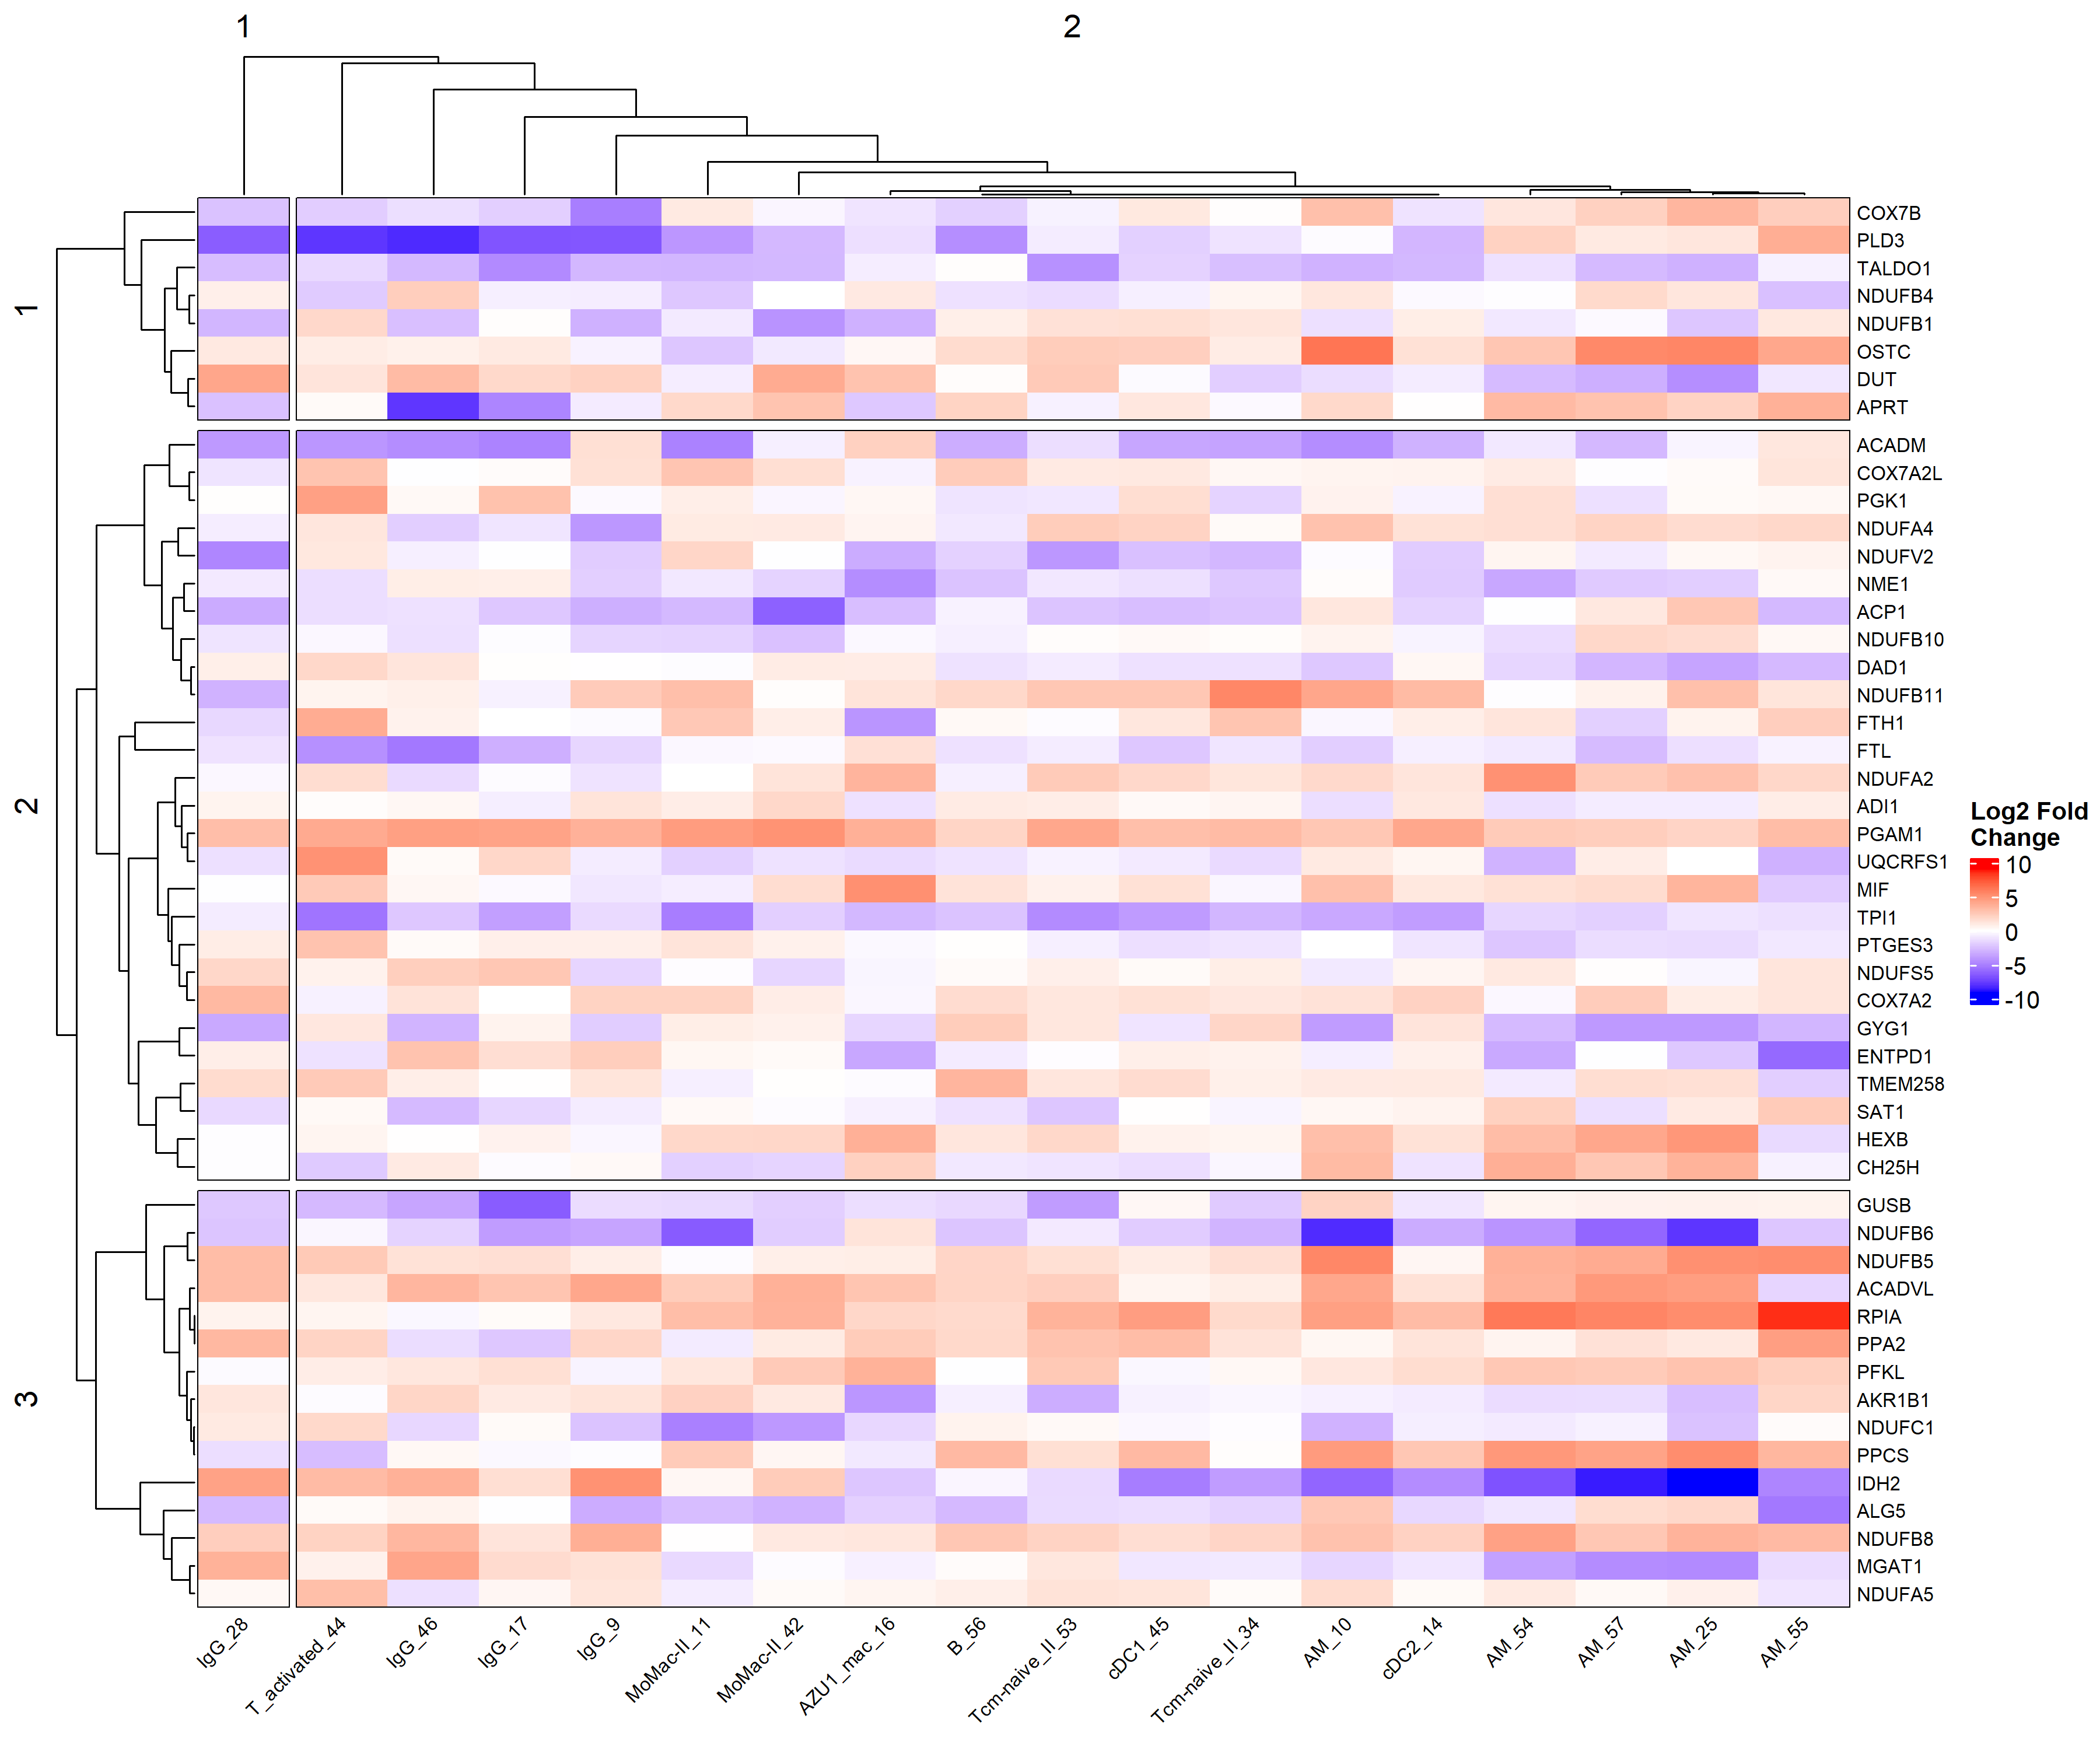 1
2
1
2
3
COX7B
PLD3
TALDO1
NDUFB4
NDUFB1
OSTC
DUT
APRT
ACADM
COX7A2L
PGK1
NDUFA4
NDUFV2
NME1
ACP1
NDUFB10
DAD1
NDUFB11
FTH1
FTL
NDUFA2
ADI1
PGAM1
UQCRFS1
MIF
TPI1
PTGES3
NDUFS5
COX7A2
GYG1
ENTPD1
TMEM258
SAT1
HEXB
CH25H
GUSB
NDUFB6
NDUFB5
ACADVL
RPIA
PPA2
PFKL
AKR1B1
NDUFC1
PPCS
IDH2
ALG5
NDUFB8
MGAT1
NDUFA5
IgG_28
T_activated_44
IgG_46
IgG_17
IgG_9
MoMac-II_11
MoMac-II_42
AZU1_mac_16
B_56
Tcm-naive_II_53
cDC1_45
Tcm-naive_II_34
AM_10
cDC2_14
AM_54
AM_57
AM_25
AM_55
Log2 Fold
Change
10
5
0
-5
-10